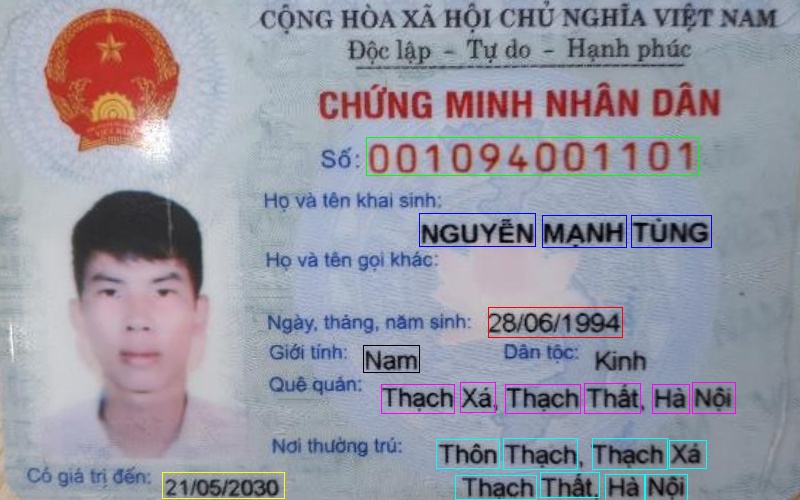 CỘNG HÒA XÃ HỘI CHỦ NGHĨA VIỆT NAM
Độc lập - Tự do - Hạnh phúc
CHỨNG MINH NHÂN DÂN
Số: 001094001101
Họ và tên khai sinh:
NGUYỄN MẠNH TÙNG
Họ và tên gọi khác:
Ngày, tháng, năm sinh: 28/06/1994
Giới tính: Nam Dân tộc: Kinh
Quê quán: Thạch Xá, Thạch Thất, Hà Nội
Nơi thường trú: Thôn Thạch, Thạch Xá
Thạch Thất, Hà Nội
Có giá trị đến: 21/05/2030